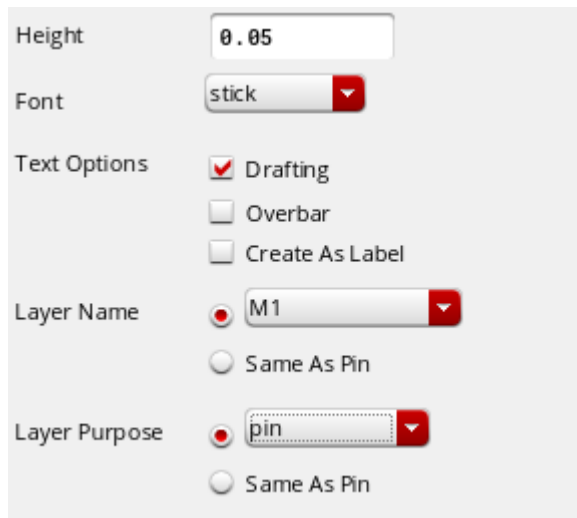 Height 0.05
Font stick
Text Options Drafting
Overbar
Create As Label
Layer Name M1
Same As Pin
Layer Purpose pin
Same As Pin